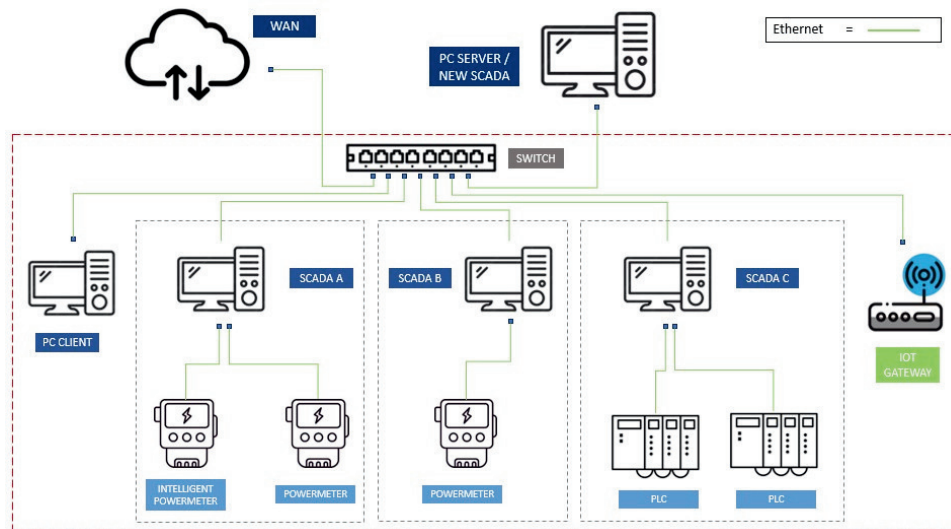 WAN
PC SERVER /
NEW SCADA
Ethernet =
SWITCH
SCADA A
SCADA B
SCADA C
PC CLIENT
IOT
GATEWAY
INTELLIGENT
POWERMETER
POWERMETER
POWERMETER
PLC
PLC